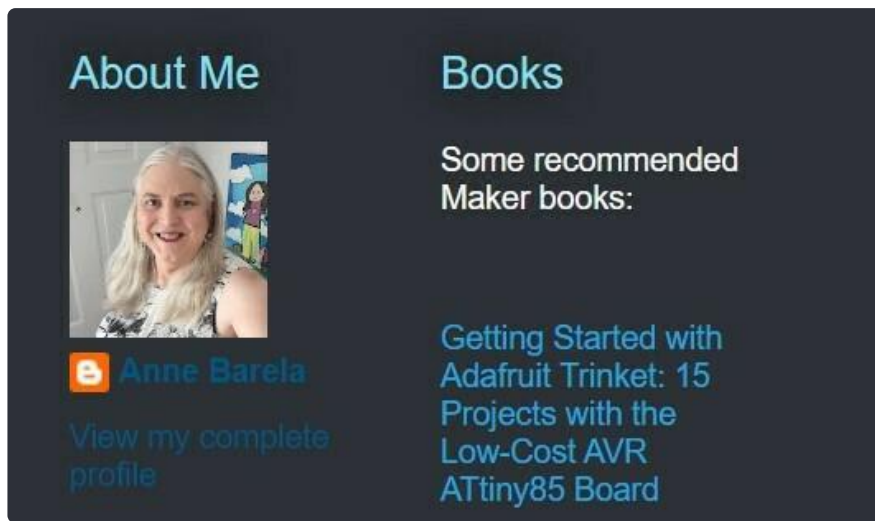 About Me
Anne Barela
View my complete
profile
Books
Some recommended
Maker books:
Getting Started with
Adafruit Trinket: 15
Projects with the
Low-Cost AVR
ATtiny85 Board